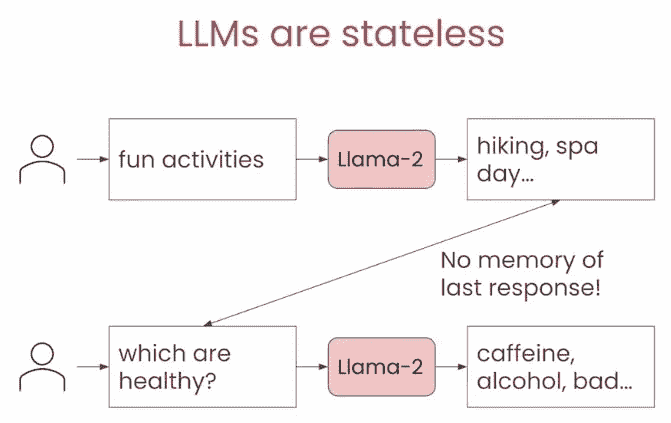 LLMs are stateless
fun activities
Llama-2
hiking, spa
day...
No memory of
last response!
which are
healthy?
Llama-2
caffeine,
alcohol, bad...